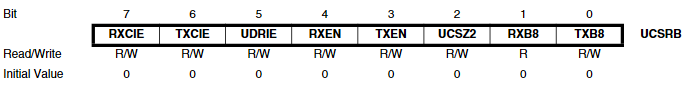 Bit 7 6 5 4 3 2 1 0
RXCIE TXCIE UDRIE RXEN TXEN UCSZ2 RXB8 TXB8 UCSRB
Read/Write R/W R/W R/W R/W R/W R/W R R/W
Initial Value 0 0 0 0 0 0 0 0